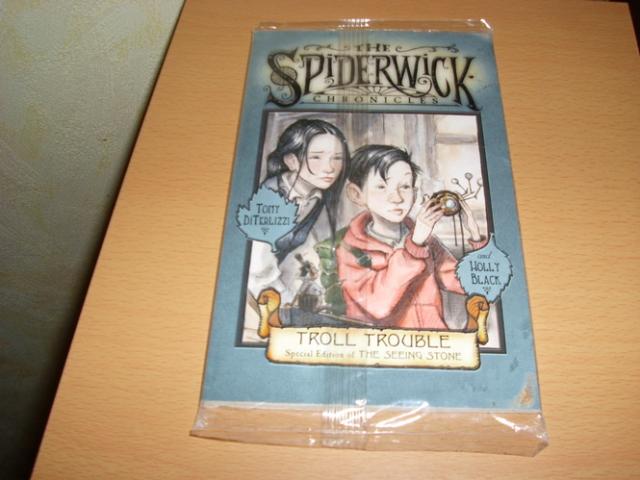 THE
SPIDERWICK
CHRONICLES
TONY
DITERLIZZI
and
HOLLY
BLACK
TROLL TROUBLE
Special Edition of THE SEEING STONE